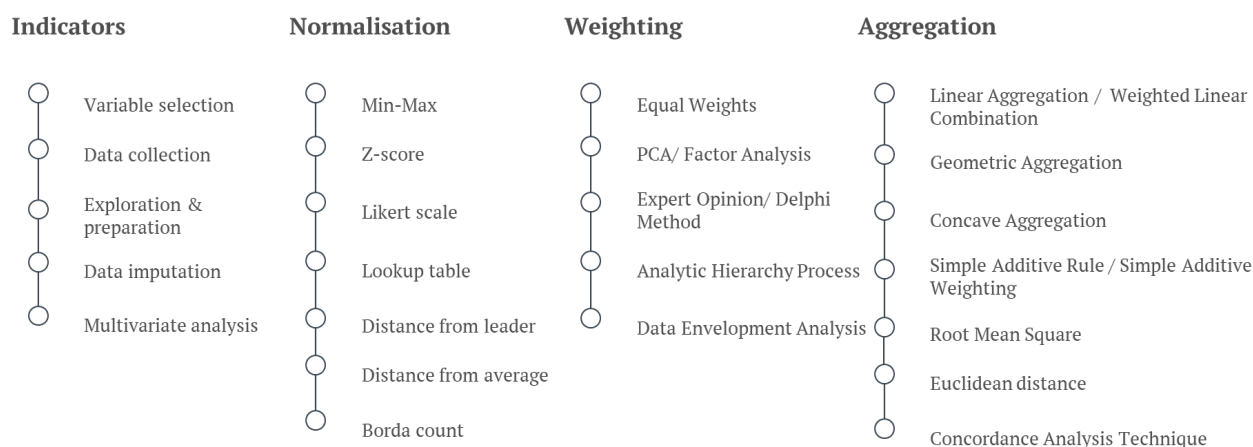 Indicators
Variable selection
Data collection
Exploration &
preparation
Data imputation
Multivariate analysis
Normalisation
Min-Max
Z-score
Likert scale
Lookup table
Distance from leader
Distance from average
Borda count
Weighting
Equal Weights
PCA/ Factor Analysis
Expert Opinion/ Delphi
Method
Analytic Hierarchy Process
Data Envelopment Analysis
Aggregation
Linear Aggregation / Weighted Linear
Combination
Geometric Aggregation
Concave Aggregation
Simple Additive Rule / Simple Additive
Weighting
Root Mean Square
Euclidean distance
Concordance Analysis Technique